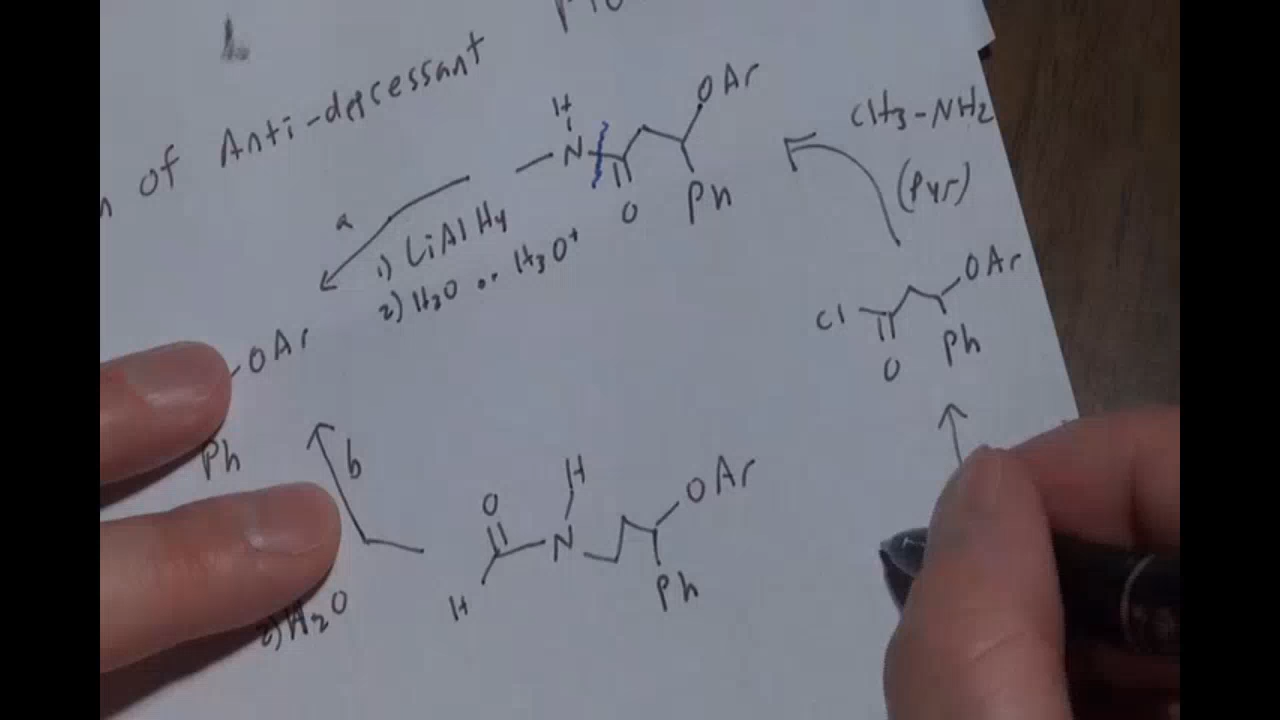 of Anti-depessant
OAr
H
N
O
Ph
CH3-NH2
(Pyr)
a
1) LiAlH4
2) H2O or H3O+
OAr
Ph
Cl
OAr
O
Ph
b
2) H2O
O
H
N
H
OAr
Ph